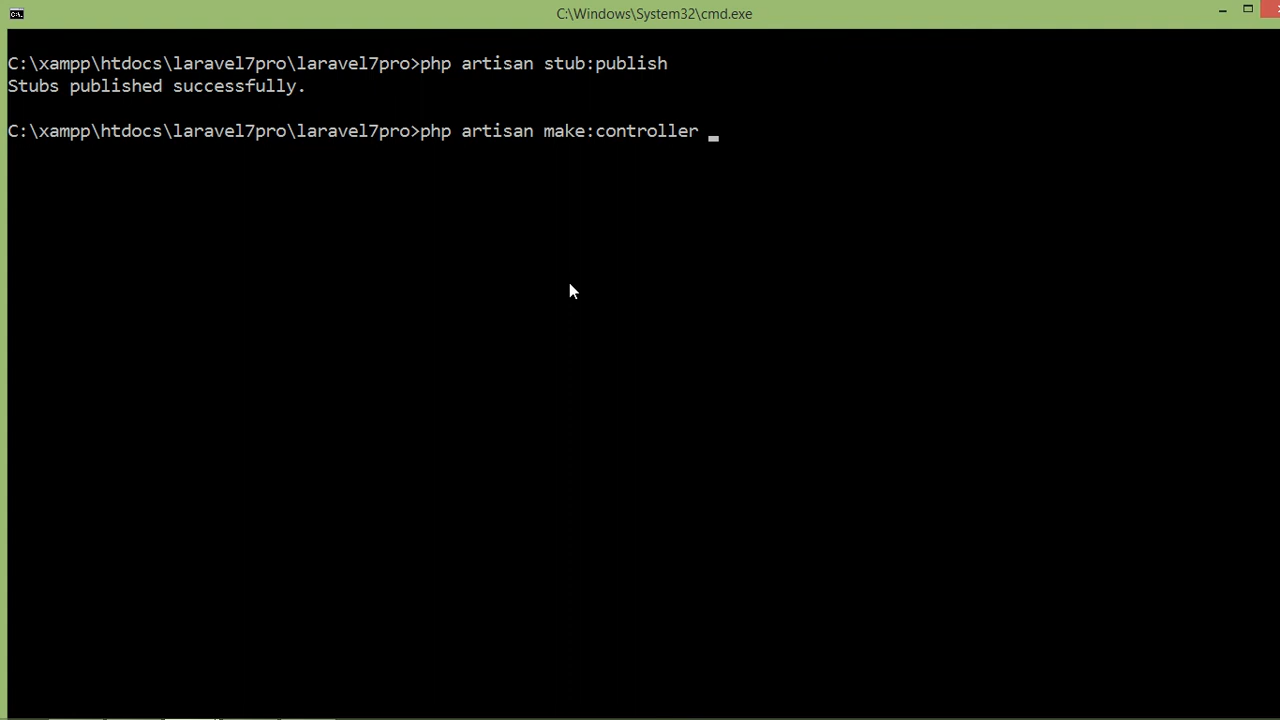 C:\Windows\System32\cmd.exe
C:\xampp\htdocs\laravel7pro\laravel7pro>php artisan stub:publish
Stubs published successfully.
C:\xampp\htdocs\laravel7pro\laravel7pro>php artisan make:controller